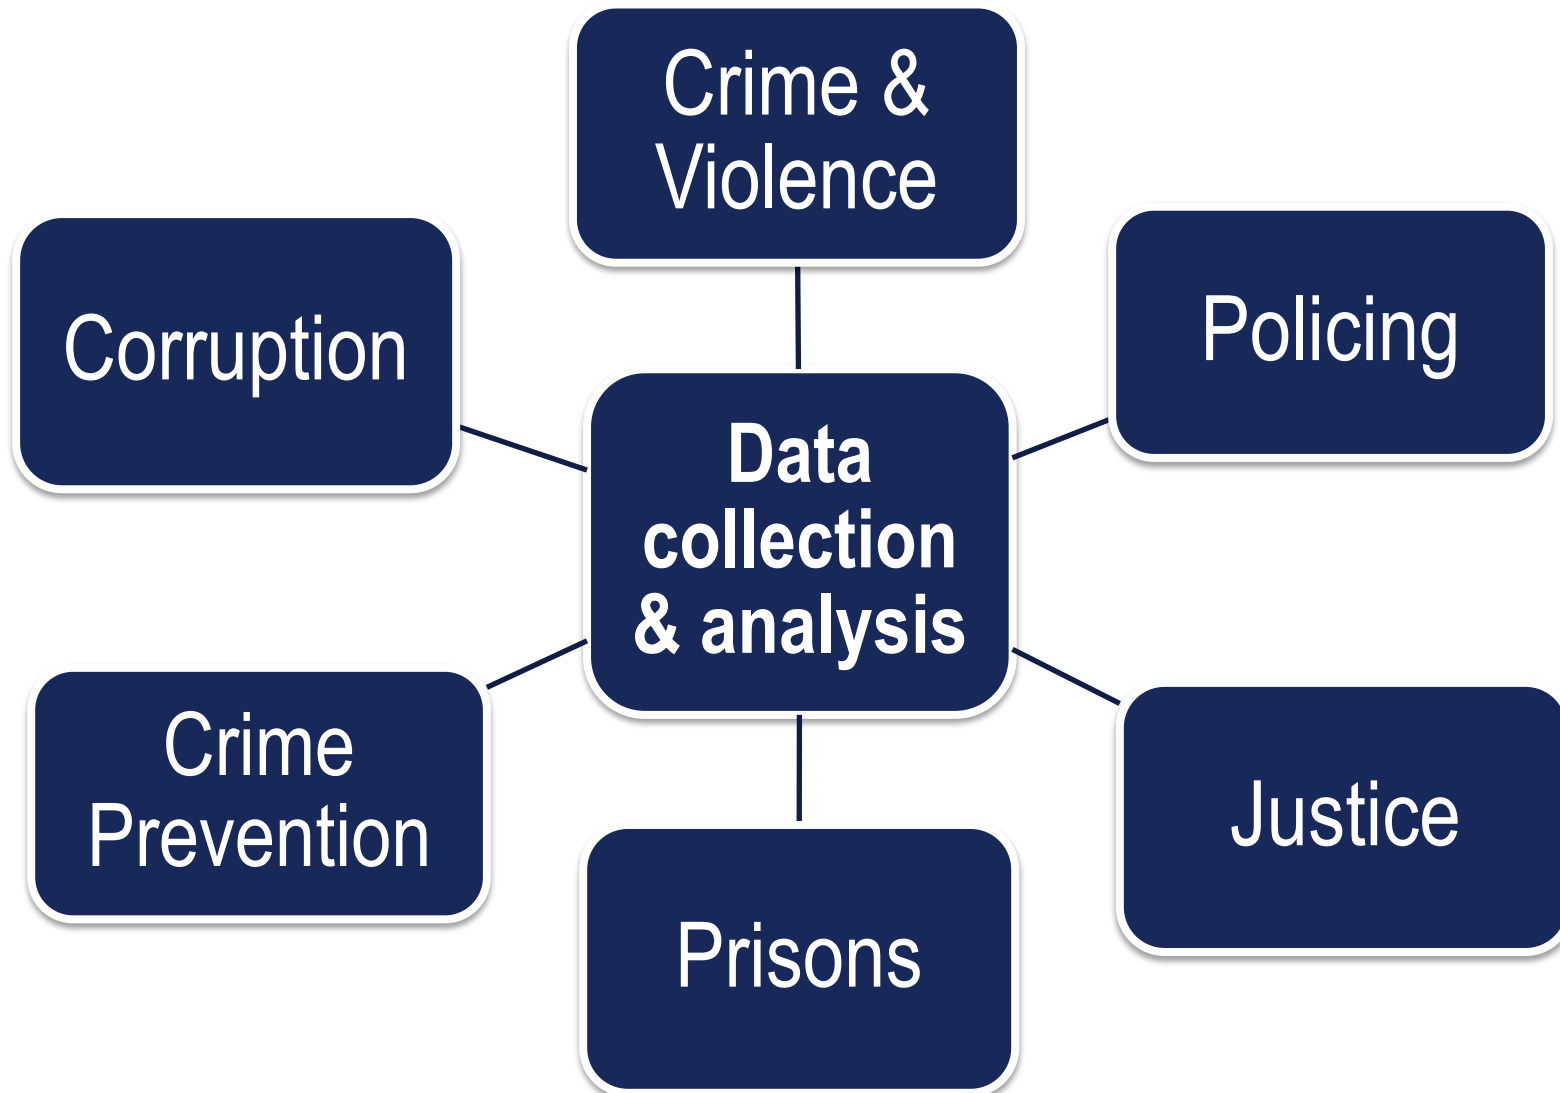 Crime &
Violence
Corruption
Policing
Data
collection
& analysis
Crime
Prevention
Justice
Prisons